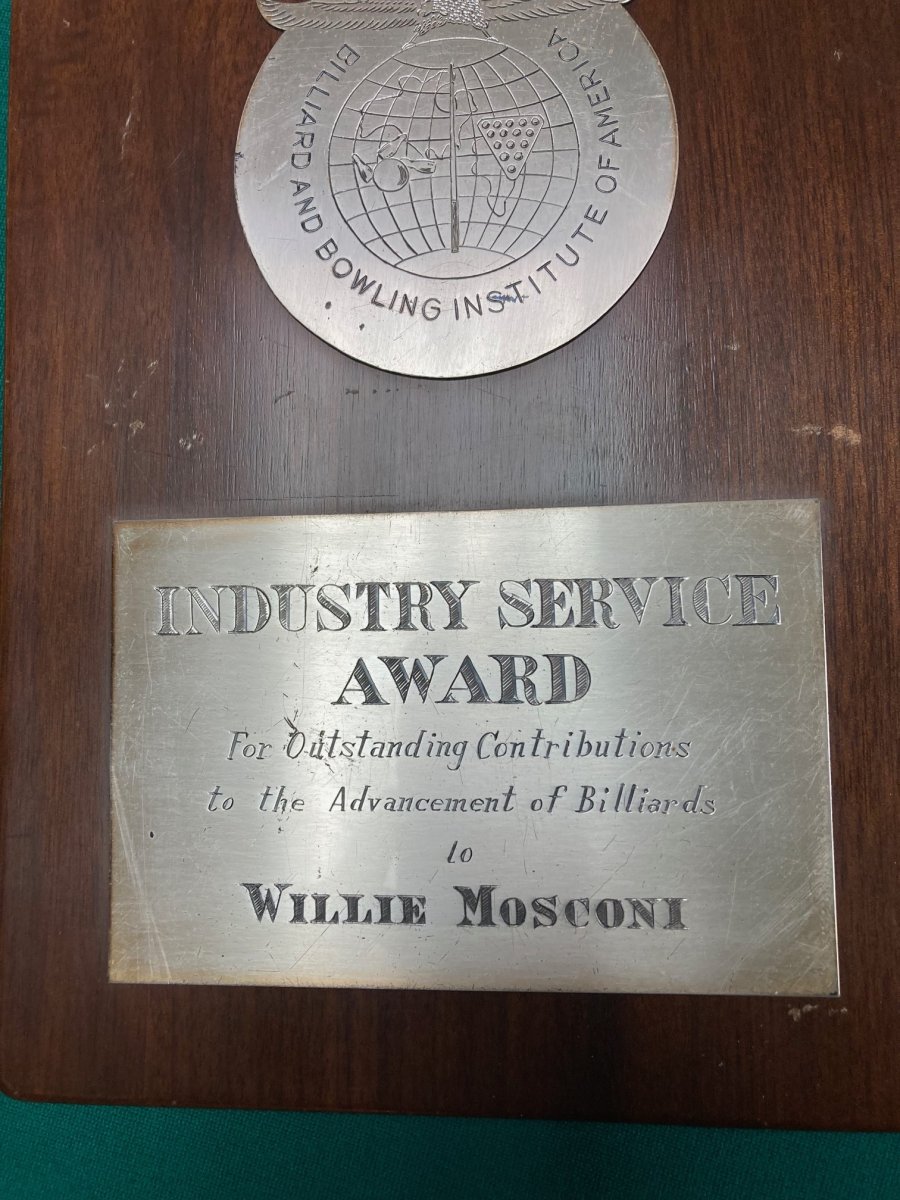 BILLIARD AND BOWLING INSTITUTE OF AMERICA
INDUSTRY SERVICE
AWARD
For Outstanding Contributions
to the Advancement of Billiards
to
WILLIE MOSCONI